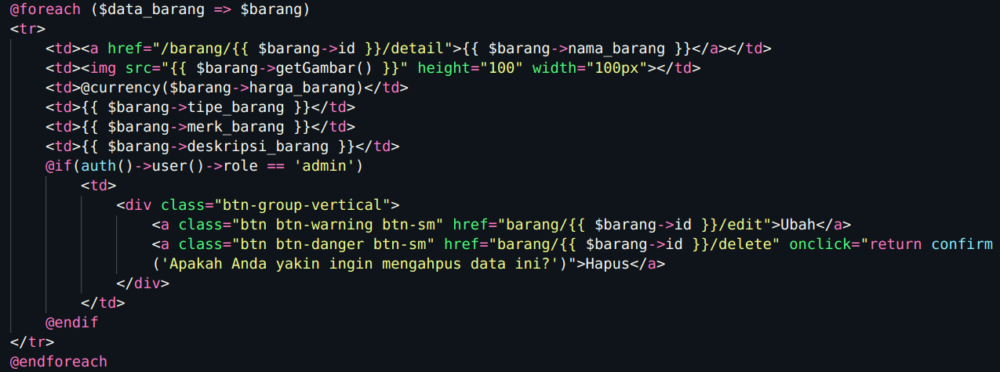 @foreach ($data_barang => $barang)
<tr>
    <td><a href="/barang/{{ $barang->id }}/detail">{{ $barang->nama_barang }}</a></td>
    <td><img src="{{ $barang->getGambar() }}" height="100" width="100px"></td>
    <td>@currency($barang->harga_barang)</td>
    <td>{{ $barang->tipe_barang }}</td>
    <td>{{ $barang->merk_barang }}</td>
    <td>{{ $barang->deskripsi_barang }}</td>
    @if(auth()->user()->role == 'admin')
        <td>
            <div class="btn-group-vertical">
                <a class="btn btn-warning btn-sm" href="barang/{{ $barang->id }}/edit">Ubah</a>
                <a class="btn btn-danger btn-sm" href="barang/{{ $barang->id }}/delete" onclick="return confirm
                ('Apakah Anda yakin ingin mengahpus data ini?')">Hapus</a>
            </div>
        </td>
    @endif
</tr>
@endforeach